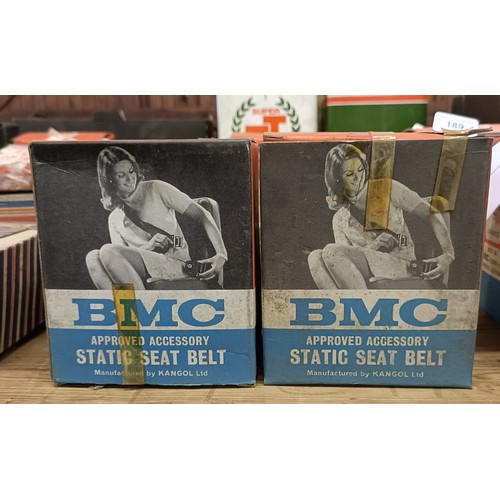 SUPER
189
BMC
APPROVED ACCESSORY
STATIC SEAT BELT
Manufactured by KANGOL Ltd
BMC
APPROVED ACCESSORY
STATIC SEAT BELT
Manufactured by KANGOL Ltd